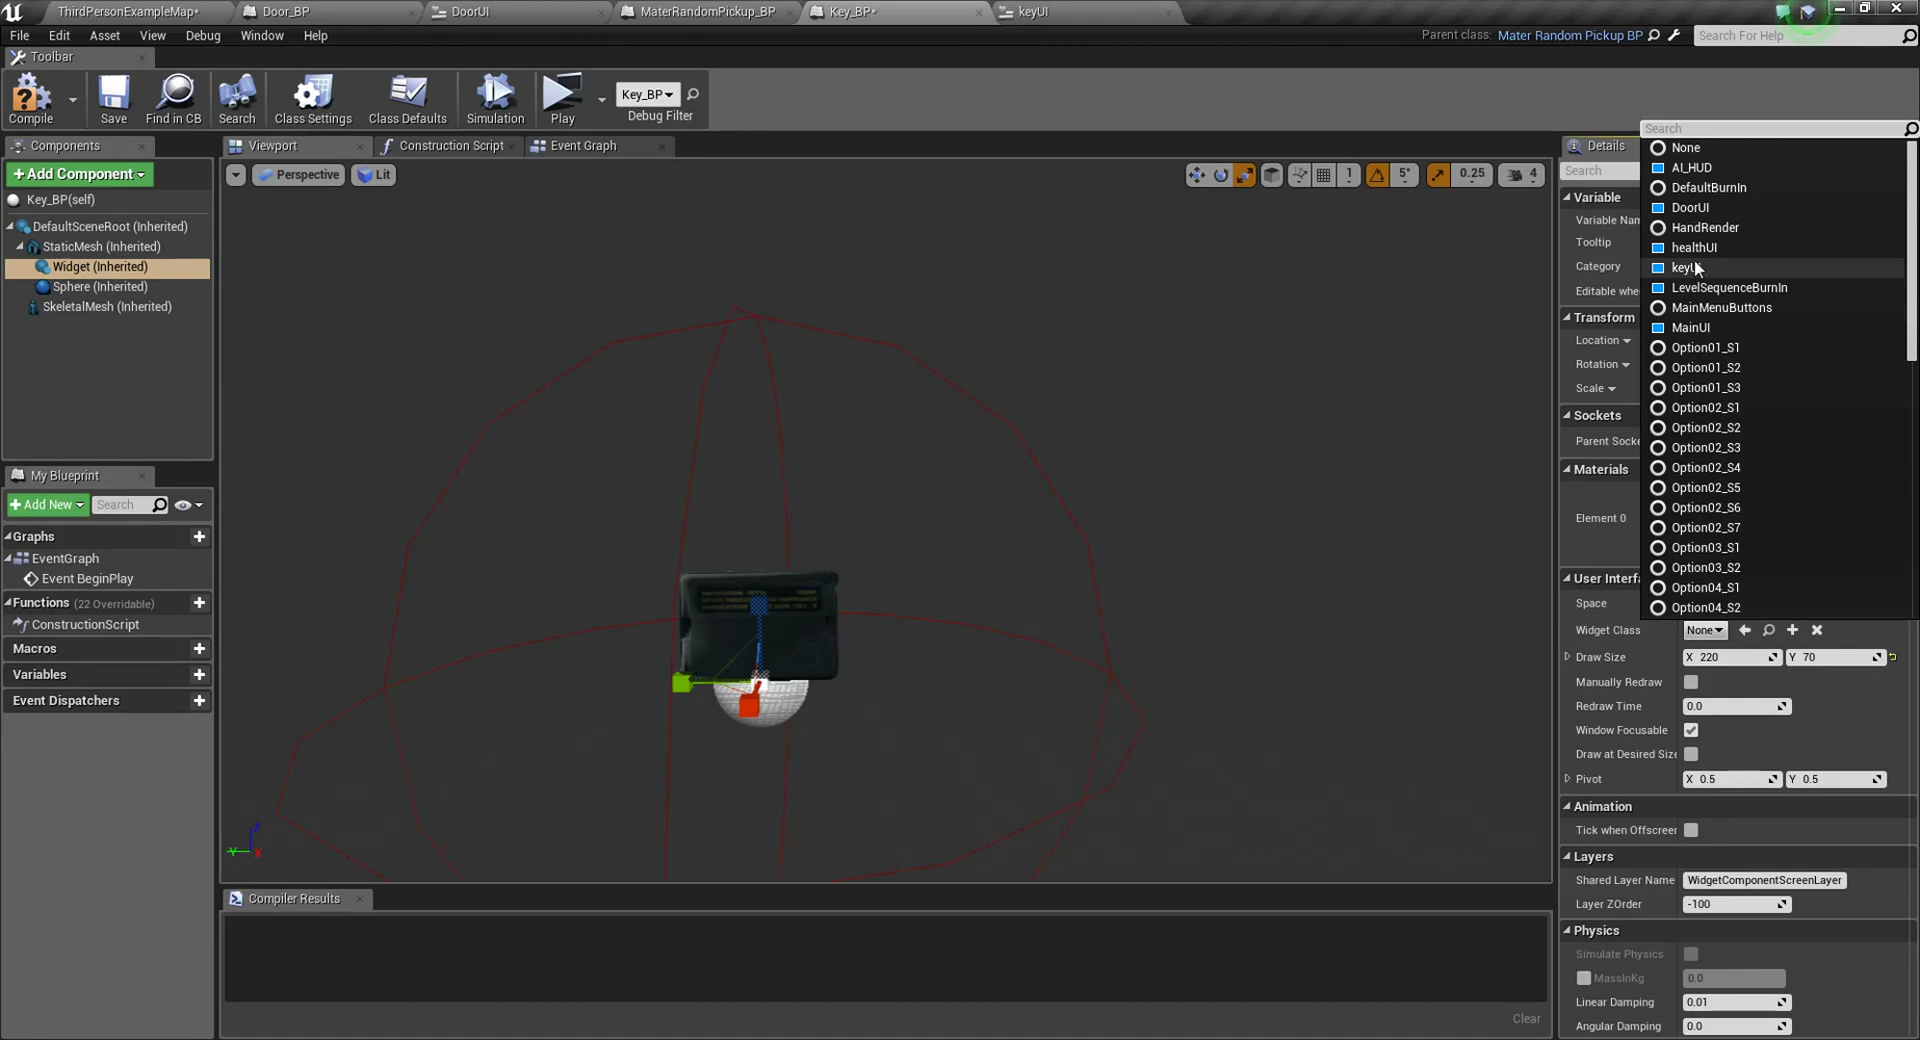 ThirdPersonExampleMap*
Door_BP
DoorUI
MaterRandomPickup_BP
Key_BP*
keyUI
File Edit Asset View Debug Window Help
Parent class: Mater Random Pickup BP
Search For Help
Toolbar
Compile
Save
Find in CB
Search
Class Settings
Class Defaults
Simulation
Play
Key_BP
Debug Filter
Components
+Add Component
Key_BP(self)
DefaultSceneRoot (Inherited)
StaticMesh (Inherited)
Widget (Inherited)
Sphere (Inherited)
SkeletalMesh (Inherited)
My Blueprint
+Add New
Search
Graphs
EventGraph
Event BeginPlay
Functions (22 Overridable)
ConstructionScript
Macros
Variables
Event Dispatchers
Viewport
Construction Script
Event Graph
Perspective
Lit
1
5°
0.25
4
Z
Y
X
Compiler Results
Clear
Details
Search
Variable
Variable Nam
Tooltip
Category
Editable whe
Transform
Location
Rotation
Scale
Sockets
Parent Socke
Materials
Element 0
User Interfa
Space
Search
None
AI_HUD
DefaultBurnIn
DoorUI
HandRender
healthUI
keyUI
LevelSequenceBurnIn
MainMenuButtons
MainUI
Option01_S1
Option01_S2
Option01_S3
Option02_S1
Option02_S2
Option02_S3
Option02_S4
Option02_S5
Option02_S6
Option02_S7
Option03_S1
Option03_S2
Option04_S1
Option04_S2
Widget Class None
Draw Size X 220 Y 70
Manually Redraw
Redraw Time 0.0
Window Focusable
Draw at Desired Size
Pivot X 0.5 Y 0.5
Animation
Tick when Offscreen
Layers
Shared Layer Name WidgetComponentScreenLayer
Layer ZOrder -100
Physics
Simulate Physics
MassInKg 0.0
Linear Damping 0.01
Angular Damping 0.0